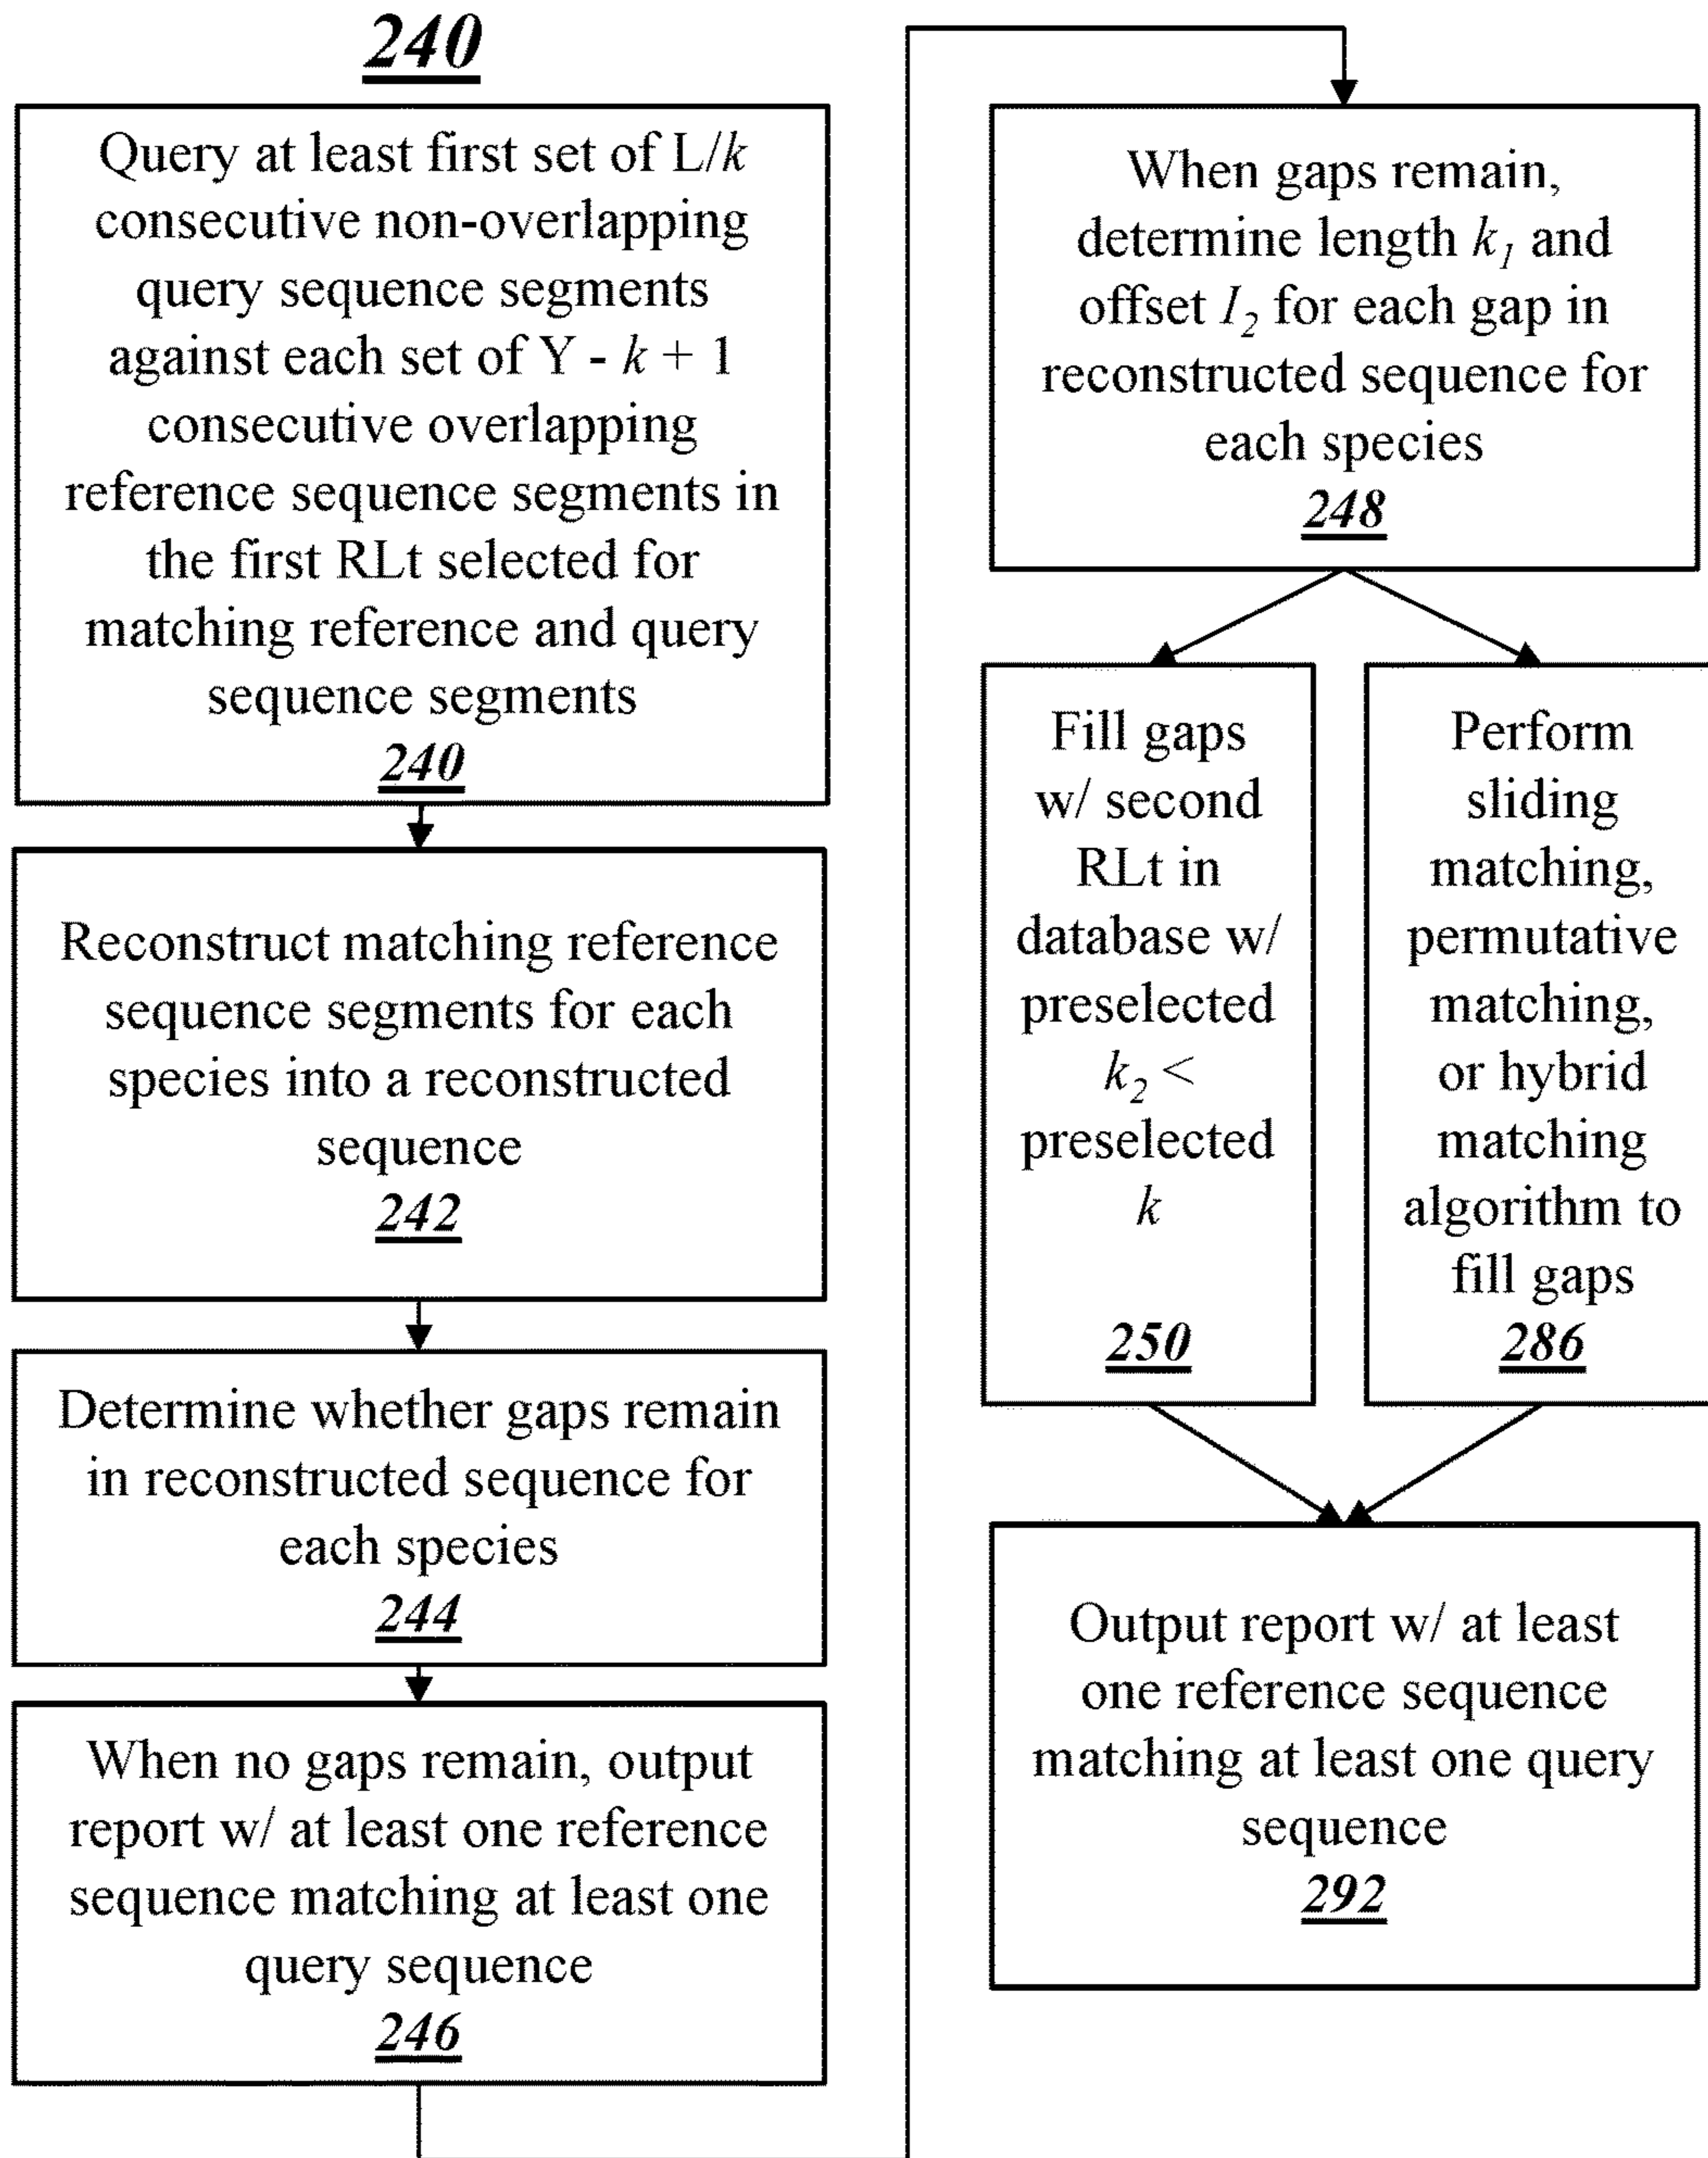 240
Query at least first set of L/k
consecutive non-overlapping
query sequence segments
against each set of Y - k + 1
consecutive overlapping
reference sequence segments in
the first RLt selected for
matching reference and query
sequence segments
240
Reconstruct matching reference
sequence segments for each
species into a reconstructed
sequence
242
Determine whether gaps remain
in reconstructed sequence for
each species
244
When no gaps remain, output
report w/ at least one reference
sequence matching at least one
query sequence
246
When gaps remain,
determine length k₁ and
offset I₂ for each gap in
reconstructed sequence for
each species
248
Fill gaps
w/ second
RLt in
database w/
preselected
k₂ <
preselected
k
250
Perform
sliding
matching,
permutative
matching,
or hybrid
matching
algorithm to
fill gaps
286
Output report w/ at least
one reference sequence
matching at least one query
sequence
292